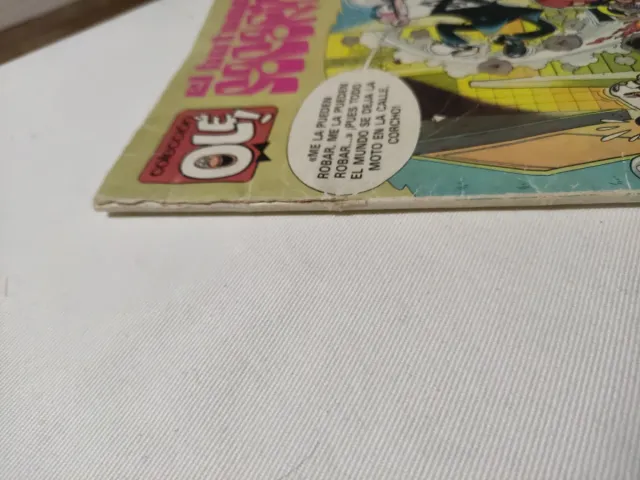 COLECCIÓN
OLÉ!
«ME LA PUEDEN
ROBAR, ME LA PUEDEN
ROBAR...» ¡PUES TODO
EL MUNDO SE DEJA LA
MOTO EN LA CALLE,
CORCHO!